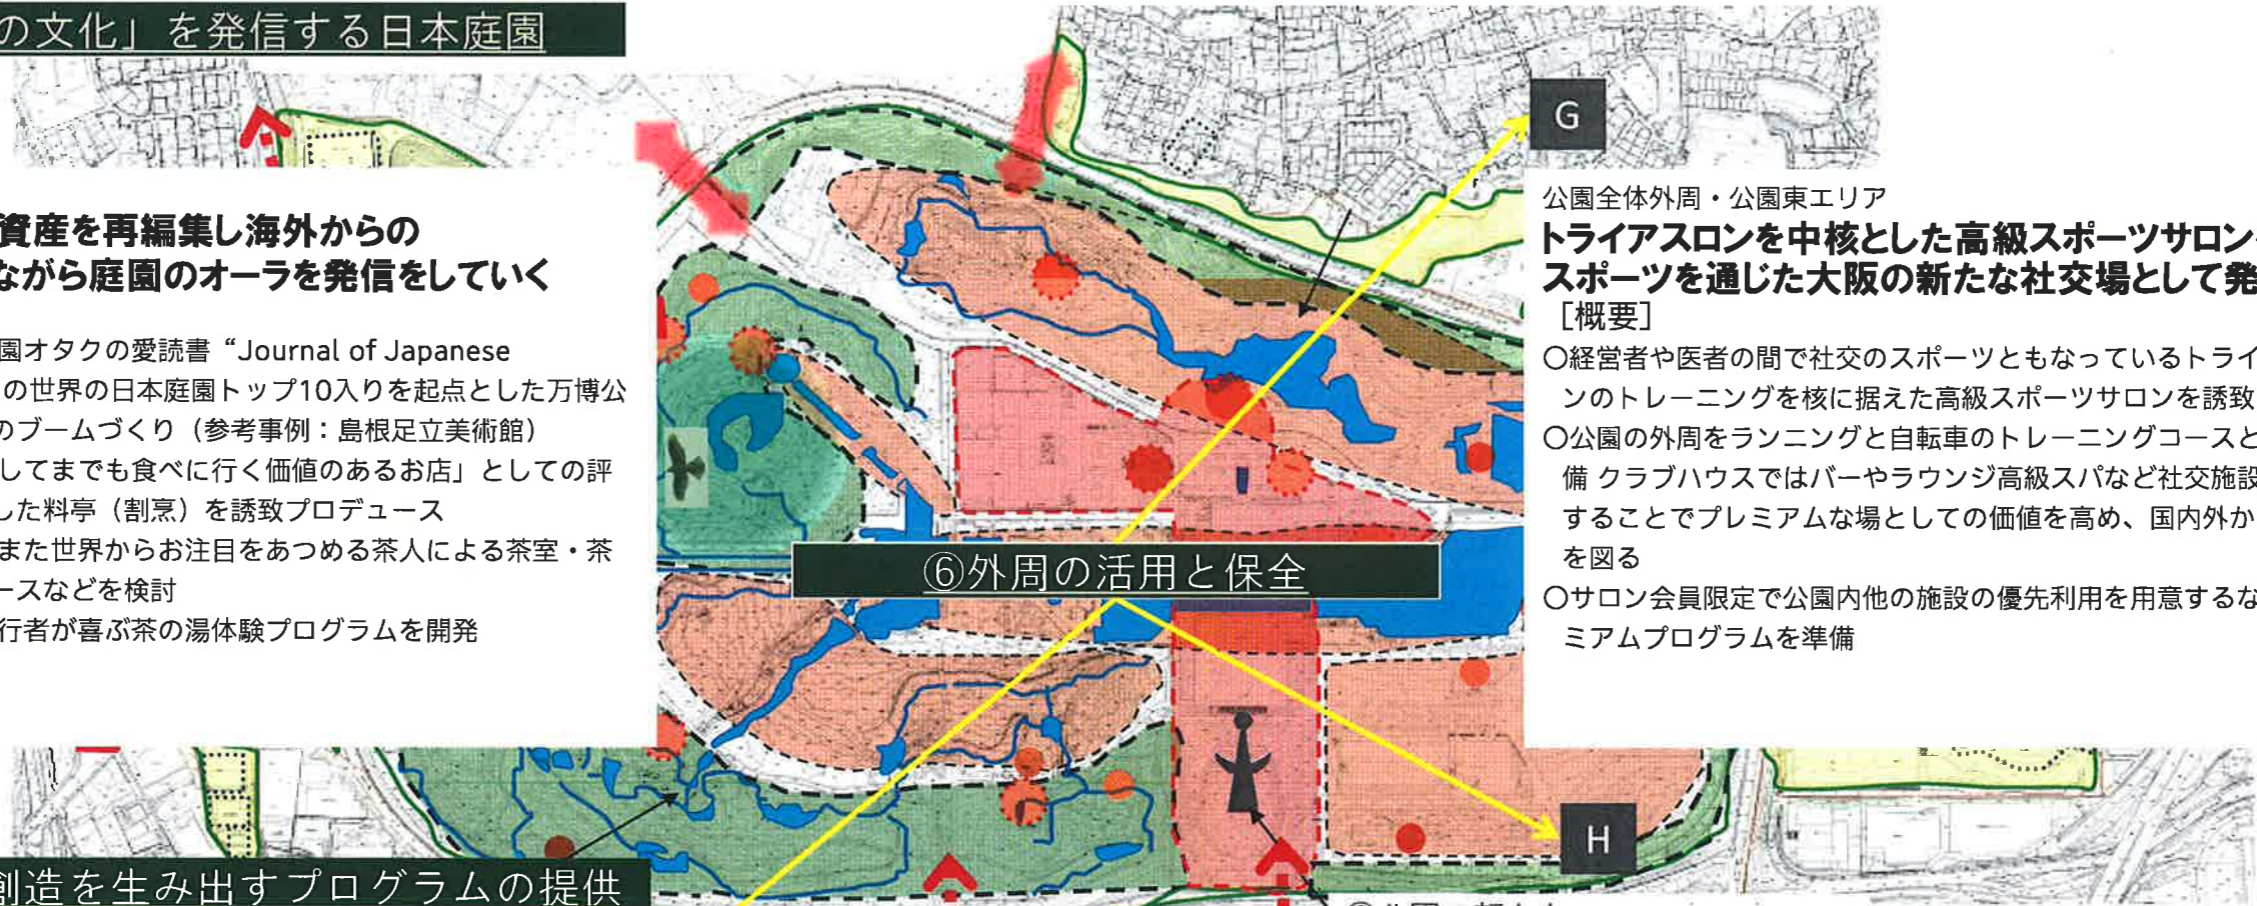 の文化」を発信する日本庭園
資産を再編集し海外からの
ながら庭園のオーラを発信をしていく
園オタクの愛読書“Journal of Japanese
の世界の日本庭園トップ10入りを起点とした万博公
のブームづくり（参考事例：島根足立美術館）
してまでも食べに行く価値のあるお店」としての評
した料亭（割烹）を誘致プロデュース
また世界からお注目をあつめる茶人による茶室・茶
ースなどを検討
行者が喜ぶ茶の湯体験プログラムを開発
創造を生み出すプログラムの提供
⑥外周の活用と保全
G
公園全体外周・公園東エリア
トライアスロンを中核とした高級スポーツサロン
スポーツを通じた大阪の新たな社交場として発
［概要］
〇経営者や医者の間で社交のスポーツともなっているトライ
ンのトレーニングを核に据えた高級スポーツサロンを誘致
〇公園の外周をランニングと自転車のトレーニングコースと
備 クラブハウスではバーやラウンジ高級スパなど社交施設
することでプレミアムな場としての価値を高め、国内外か
を図る
〇サロン会員限定で公園内他の施設の優先利用を用意するな
ミアムプログラムを準備
H